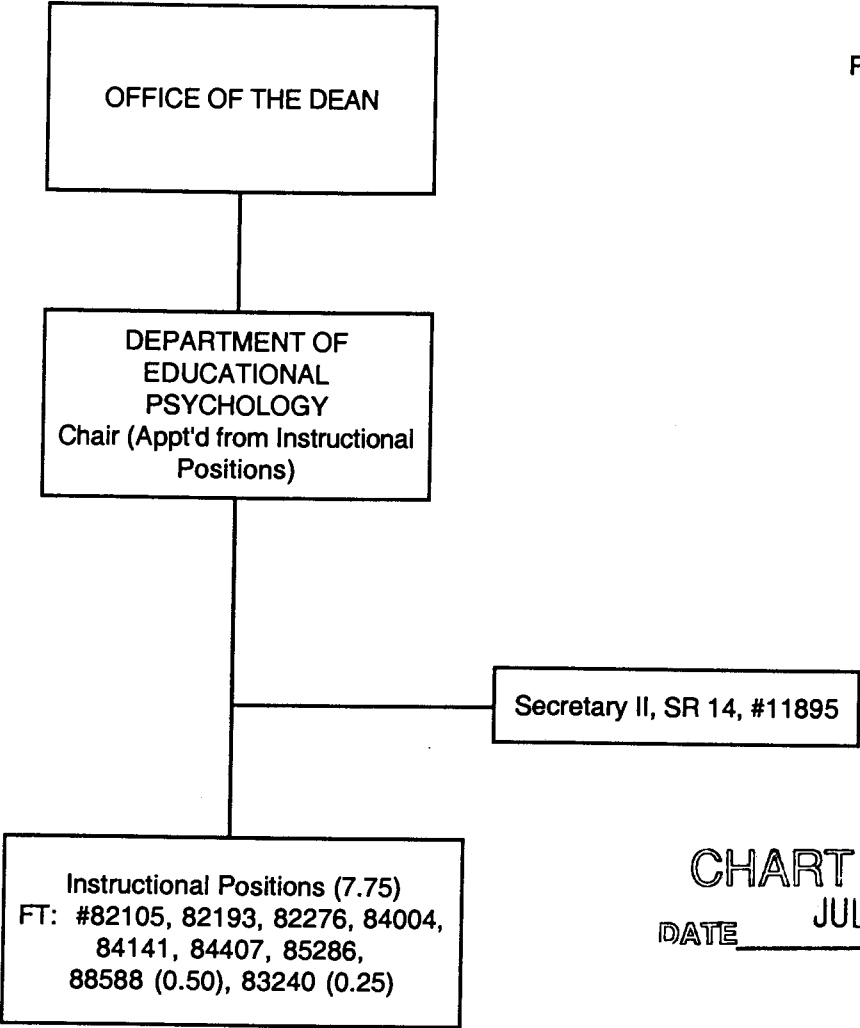 OFFICE OF THE DEAN
DEPARTMENT OF
EDUCATIONAL
PSYCHOLOGY
Chair (Appt'd from Instructional
Positions)
Secretary II, SR 14, #11895
Instructional Positions (7.75)
FT: #82105, 82193, 82276, 84004,
84141, 84407, 85286,
88588 (0.50), 83240 (0.25)
CHART
DATE JUL